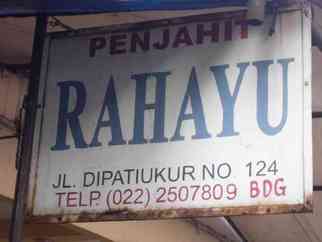 PENJAHIT
RAHAYU
JL. DIPATIUKUR NO 124
TELP. (022) 2507809 BDG